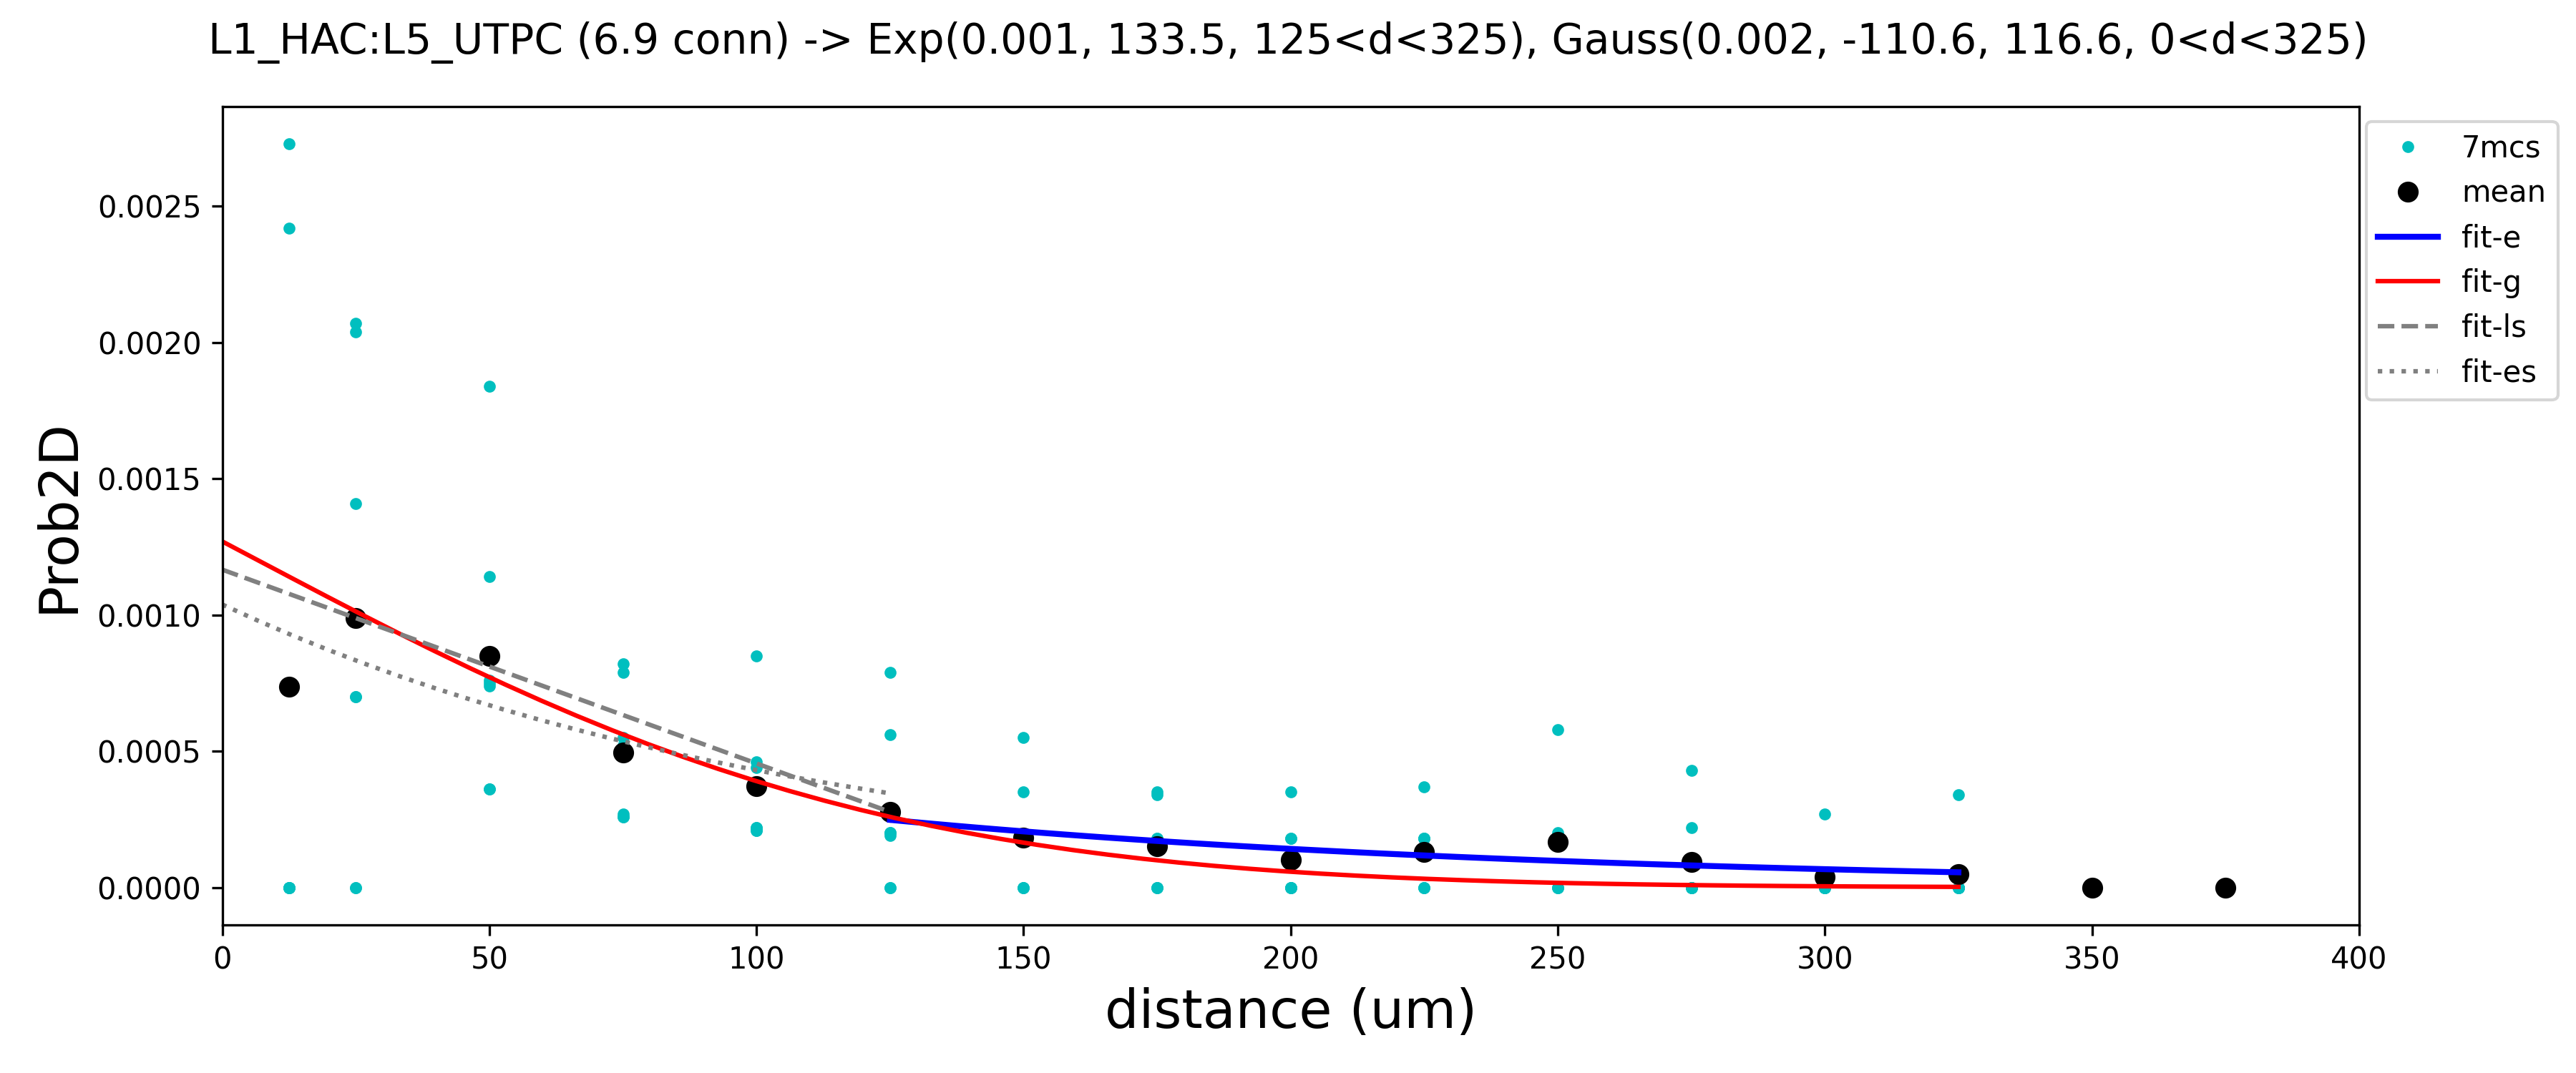 L1_HAC:L5_UTPC (6.9 conn) -> Exp(0.001, 133.5, 125<d<325), Gauss(0.002, -110.6, 116.6, 0<d<325)
7mcs
mean
fit-e
fit-g
fit-ls
fit-es
Prob2D
0.0025
0.0020
0.0015
0.0010
0.0005
0.0000
0 50 100 150 200 250 300 350 400
distance (um)